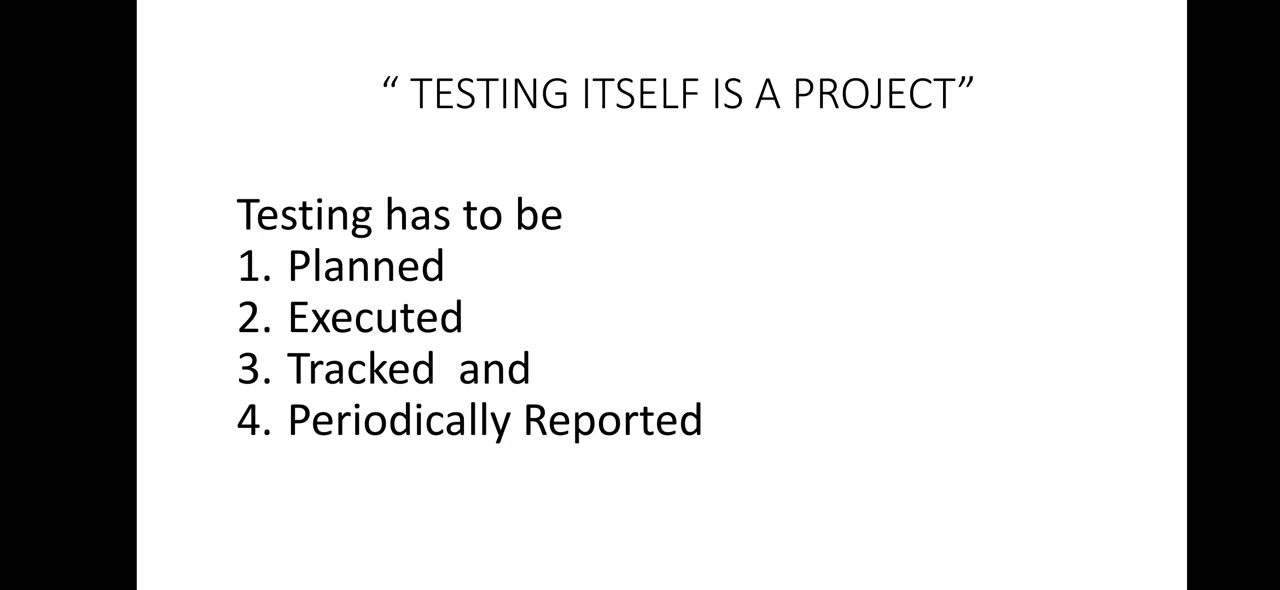 “ TESTING ITSELF IS A PROJECT”
Testing has to be
1. Planned
2. Executed
3. Tracked  and
4. Periodically Reported